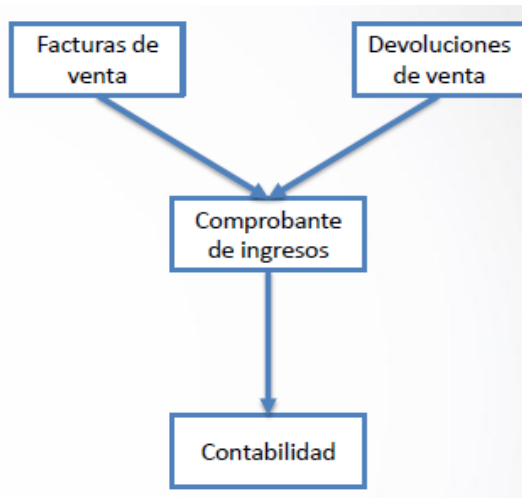 Facturas de
venta
Devoluciones
de venta
Comprobante
de ingresos
Contabilidad